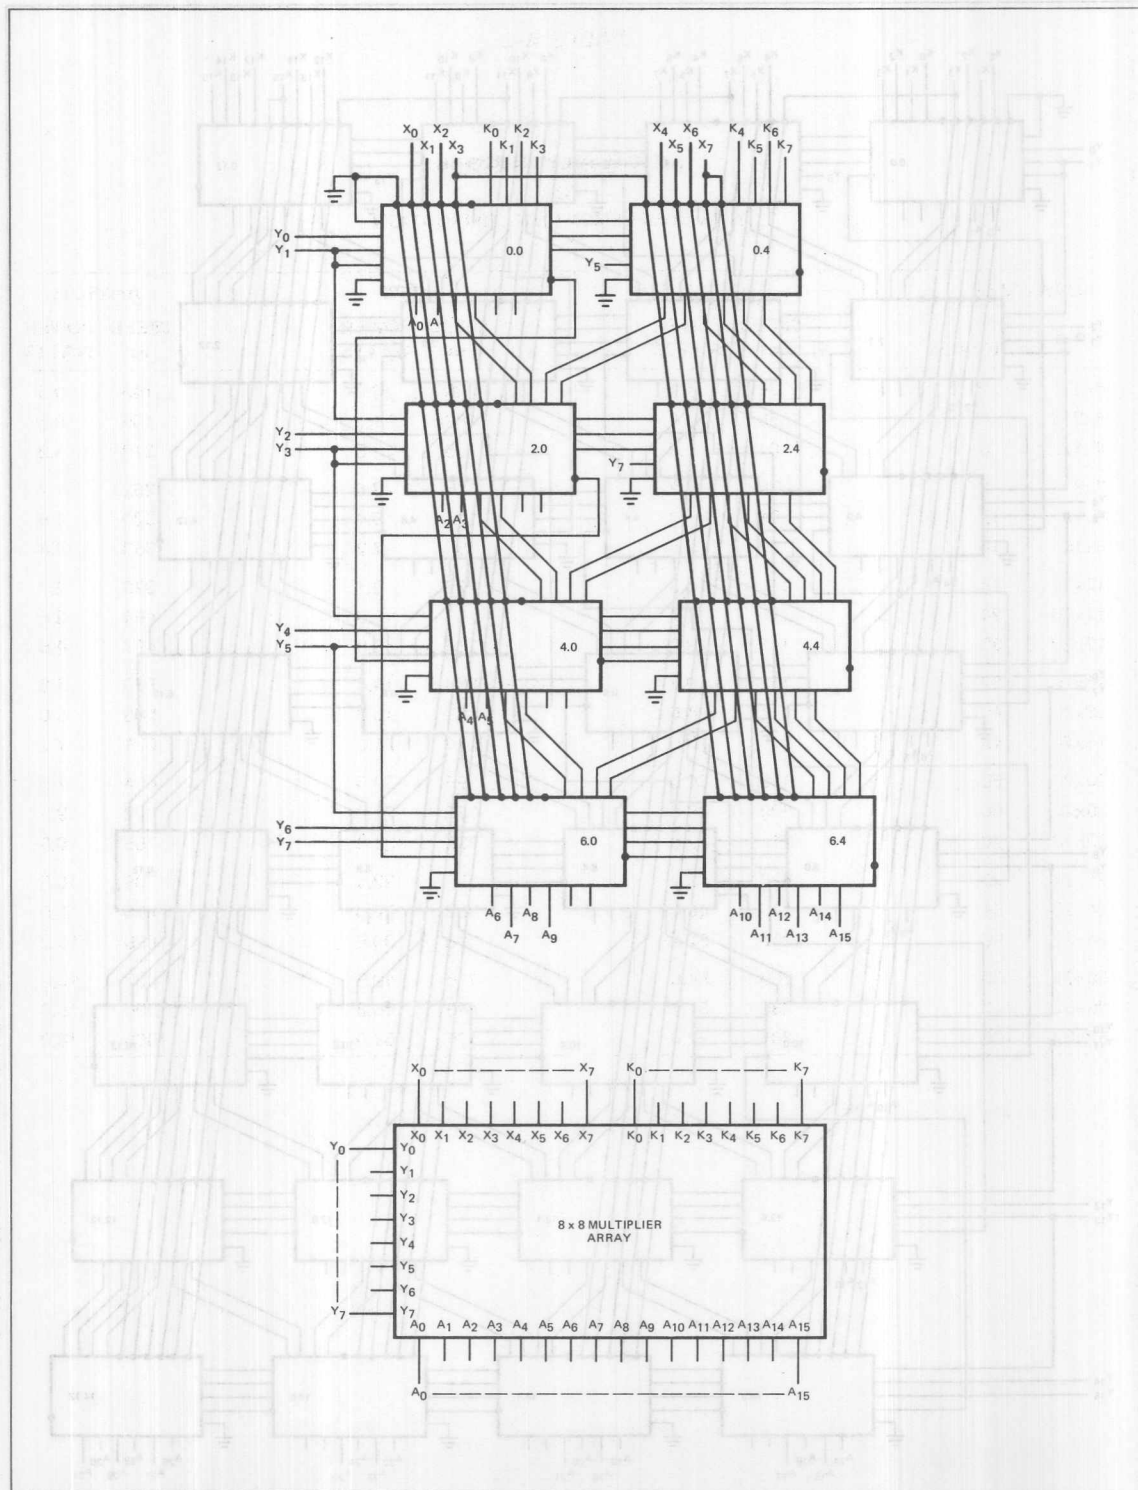 X0 X2 K0 K2 X4 X6 K4 K6
X1 X3 K1 K3 X5 X7 K5 K7
Y0
Y1
0.0
0.4
Y5
A0 A
Y2
Y3
2.0
2.4
Y7
A2 A3
Y4
Y5
4.0
4.4
A4 A5
Y6
Y7
6.0
6.4
A6 A8 A10 A12 A14
A7 A9 A11 A13 A15
X0 X7 K0 K7
X0 X1 X2 X3 X4 X5 X6 X7 K0 K1 K2 K3 K4 K5 K6 K7
Y0 Y0
Y1
Y2
Y3
8 x 8 MULTIPLIER
ARRAY
Y4
Y5
Y6
Y7 Y7
A0 A1 A2 A3 A4 A5 A6 A7 A8 A9 A10 A11 A12 A13 A14 A15
A0 A15